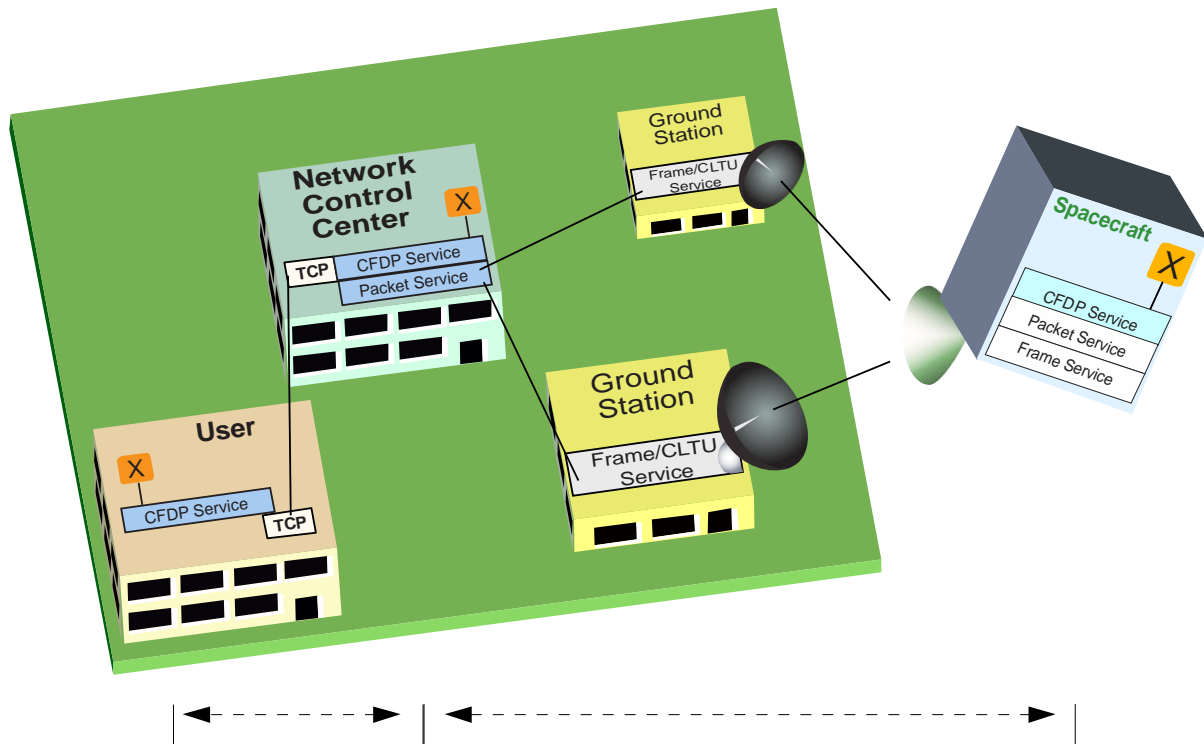 Ground
Station
Frame/CLTU
Service
Network
Control
Center
X
TCP
CFDP Service
Packet Service
Spacecraft
X
CFDP Service
Packet Service
Frame Service
Ground
Station
Frame/CLTU
Service
User
X
CFDP Service
TCP